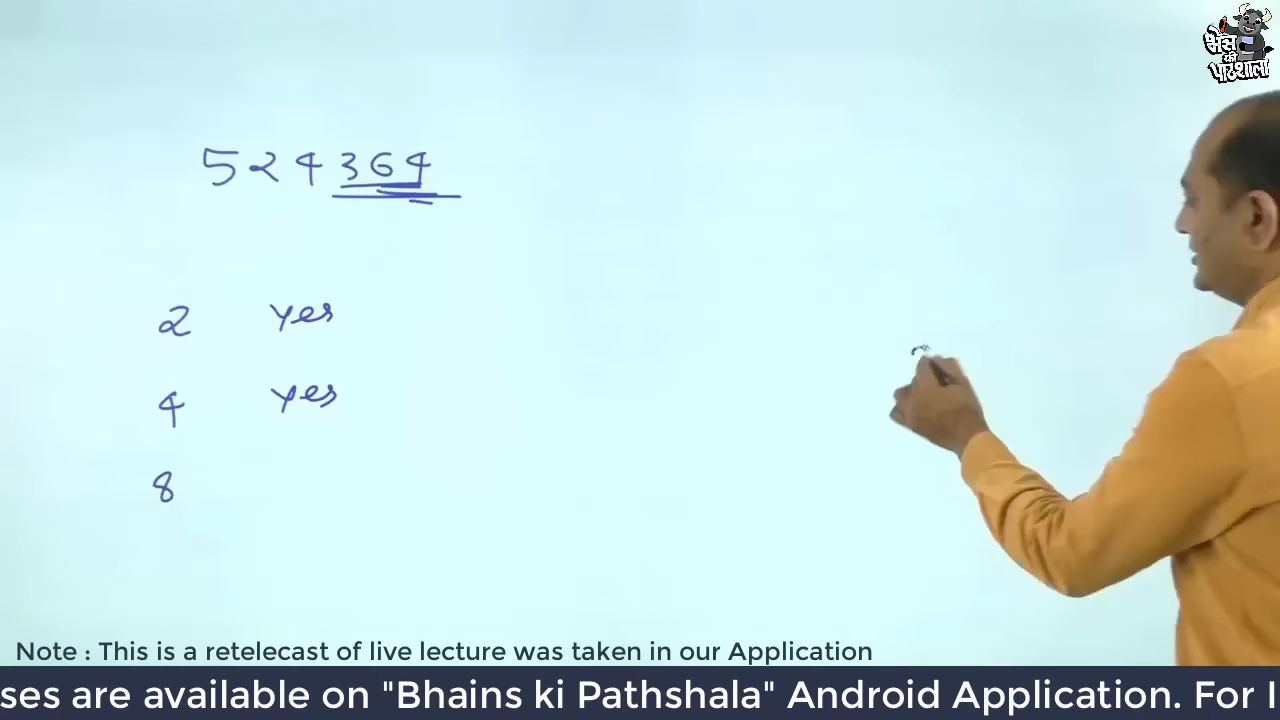 भैंस
की
पाठशाला
524364
2 yes
4 yes
8
Note : This is a retelecast of live lecture was taken in our Application
ses are available on "Bhains ki Pathshala" Android Application. For I